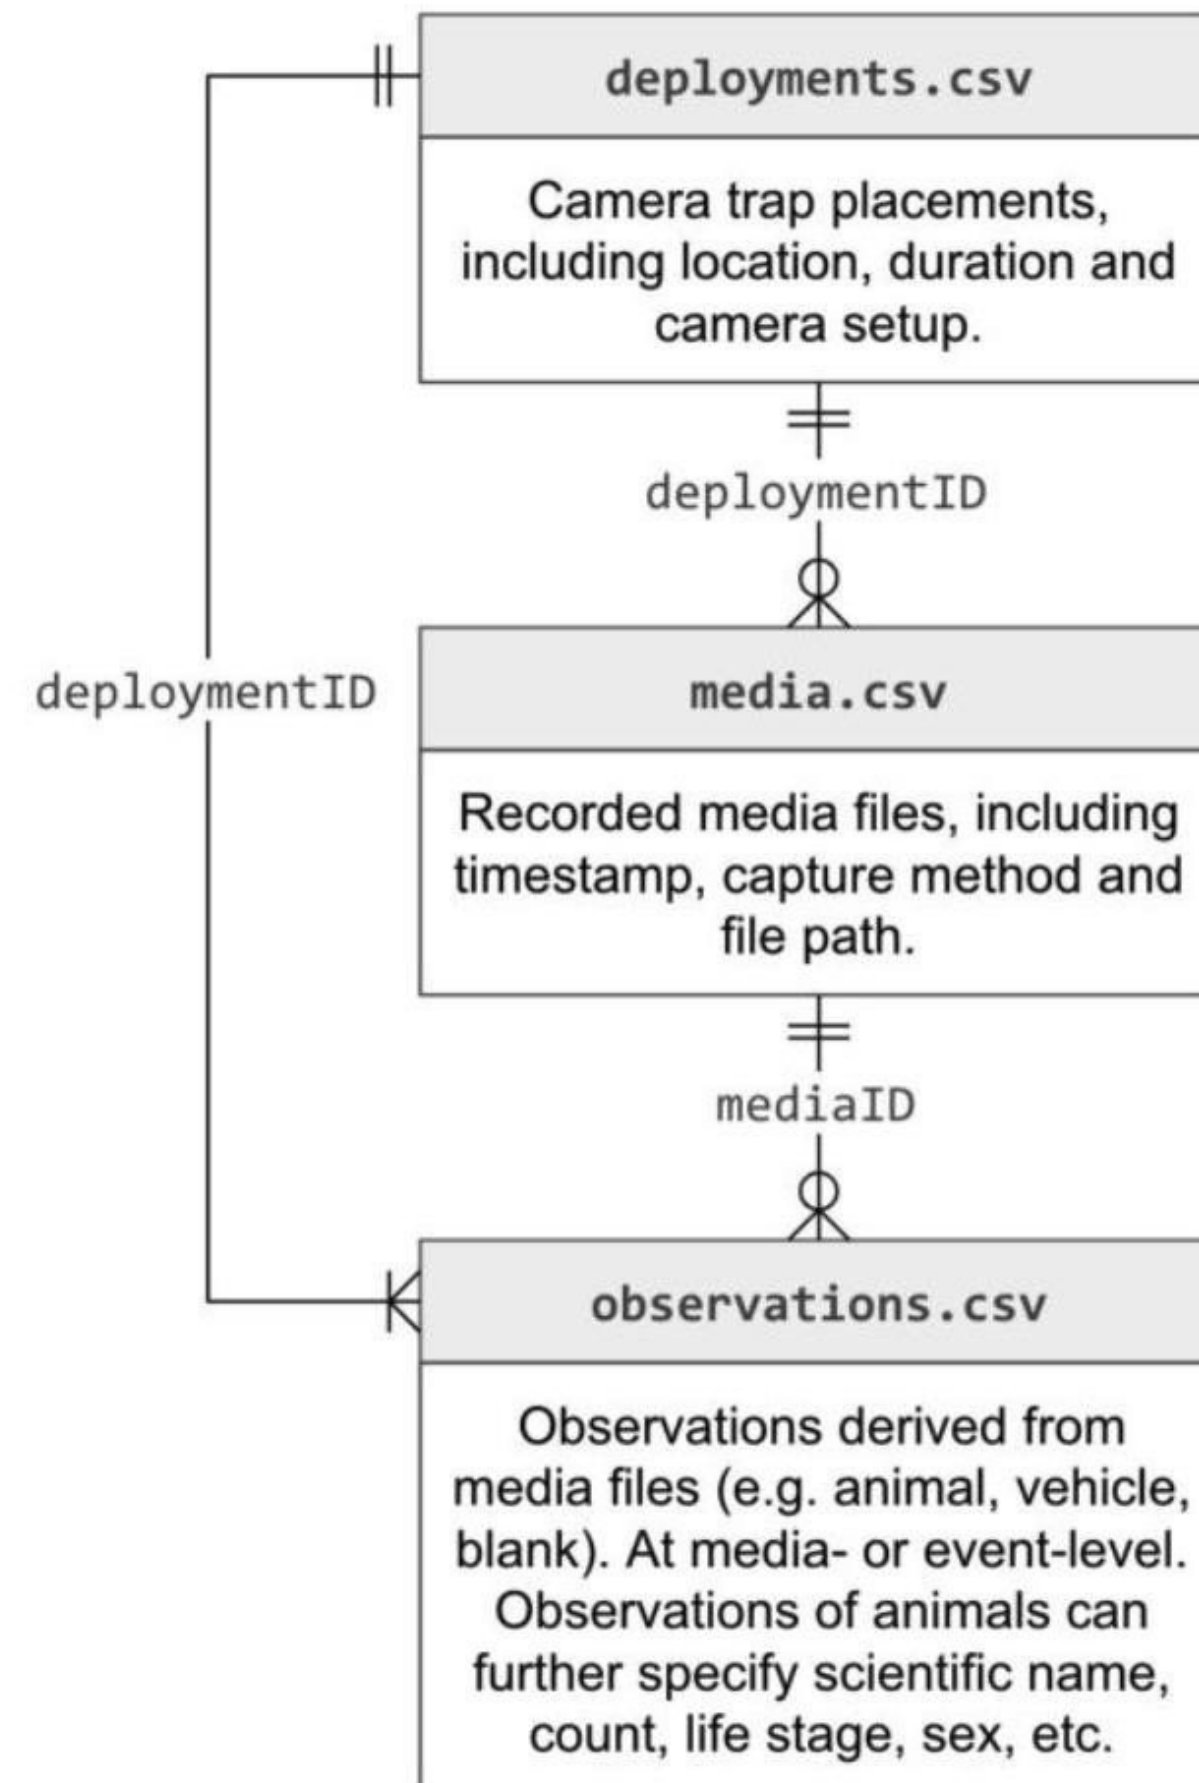 deployments.csv
Camera trap placements,
including location, duration and
camera setup.
deploymentID
deploymentID
media.csv
Recorded media files, including
timestamp, capture method and
file path.
mediaID
observations.csv
Observations derived from
media files (e.g. animal, vehicle,
blank). At media- or event-level.
Observations of animals can
further specify scientific name,
count, life stage, sex, etc.